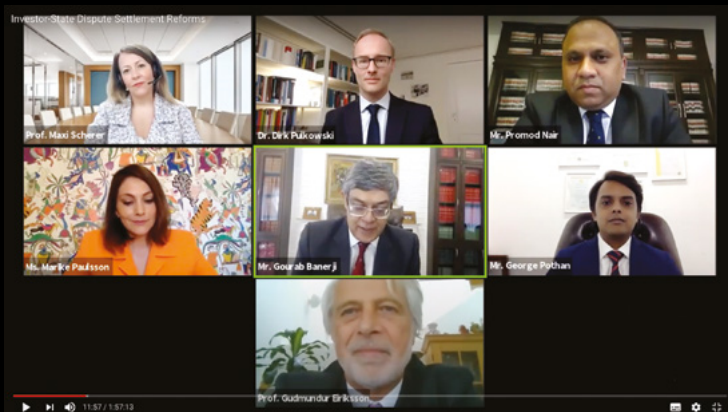 Investor-State Dispute Settlement Reforms
Prof. Maxi Scherer
Dr. Dirk Pulkowski
Mr. Promod Nair
Ms. Marike Paulsson
Mr. Gourab Banerji
Mr. George Pothan
Prof. Gudmundur Eiriksson
11:57 / 1:57:13